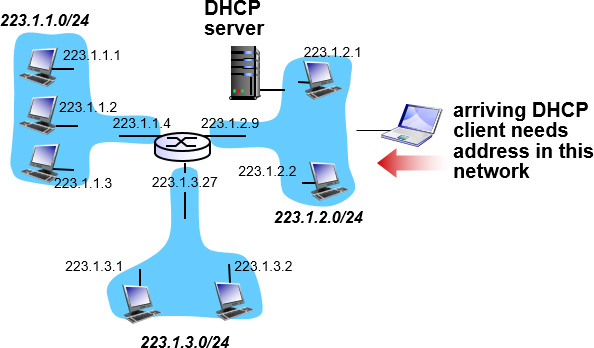 223.1.1.0/24
DHCP
server
223.1.1.1
223.1.2.1
223.1.1.2
arriving DHCP
client needs
address in this
network
223.1.1.4
223.1.2.9
223.1.1.3
223.1.3.27
223.1.2.2
223.1.2.0/24
223.1.3.1
223.1.3.2
223.1.3.0/24